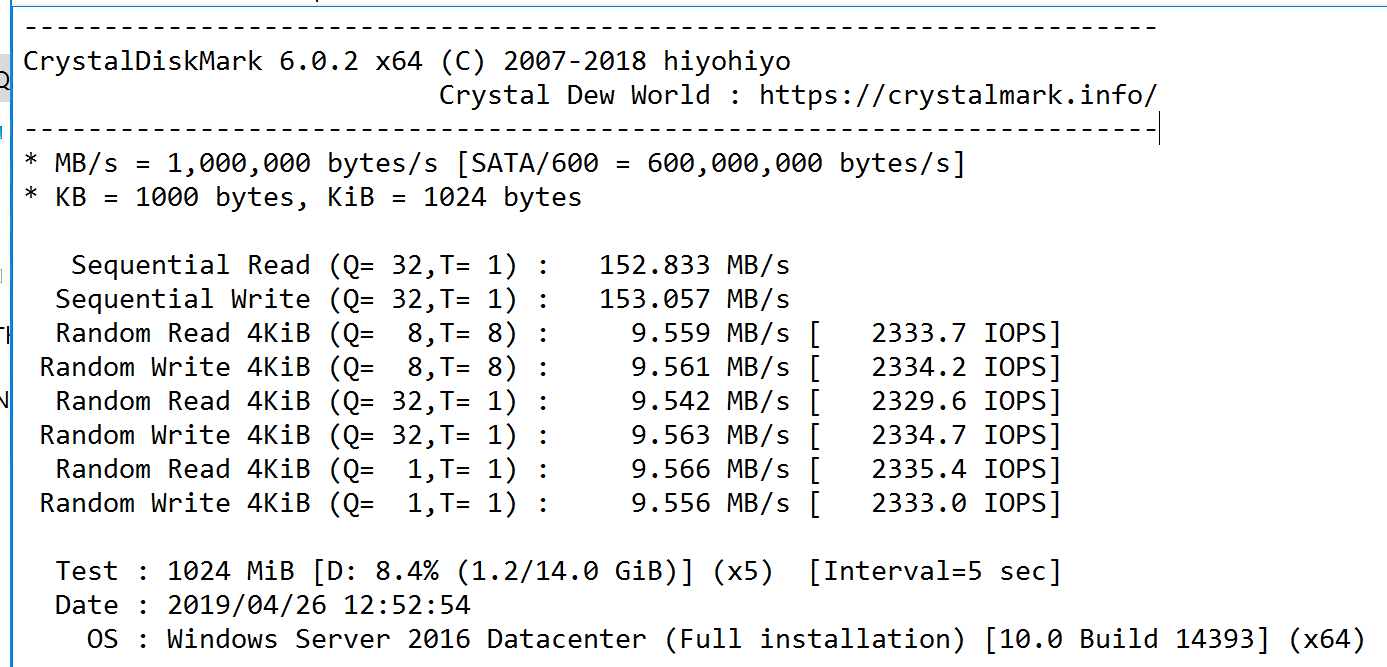 ------------------------------------------------------------------------
CrystalDiskMark 6.0.2 x64 (C) 2007-2018 hiyohiyo
                          Crystal Dew World : https://crystalmark.info/
------------------------------------------------------------------------
* MB/s = 1,000,000 bytes/s [SATA/600 = 600,000,000 bytes/s]
* KB = 1000 bytes, KiB = 1024 bytes

   Sequential Read (Q= 32,T= 1) :   152.833 MB/s
  Sequential Write (Q= 32,T= 1) :   153.057 MB/s
  Random Read 4KiB (Q=  8,T= 8) :     9.559 MB/s [   2333.7 IOPS]
 Random Write 4KiB (Q=  8,T= 8) :     9.561 MB/s [   2334.2 IOPS]
  Random Read 4KiB (Q= 32,T= 1) :     9.542 MB/s [   2329.6 IOPS]
 Random Write 4KiB (Q= 32,T= 1) :     9.563 MB/s [   2334.7 IOPS]
  Random Read 4KiB (Q=  1,T= 1) :     9.566 MB/s [   2335.4 IOPS]
 Random Write 4KiB (Q=  1,T= 1) :     9.556 MB/s [   2333.0 IOPS]

  Test : 1024 MiB [D: 8.4% (1.2/14.0 GiB)] (x5)  [Interval=5 sec]
  Date : 2019/04/26 12:52:54
    OS : Windows Server 2016 Datacenter (Full installation) [10.0 Build 14393] (x64)